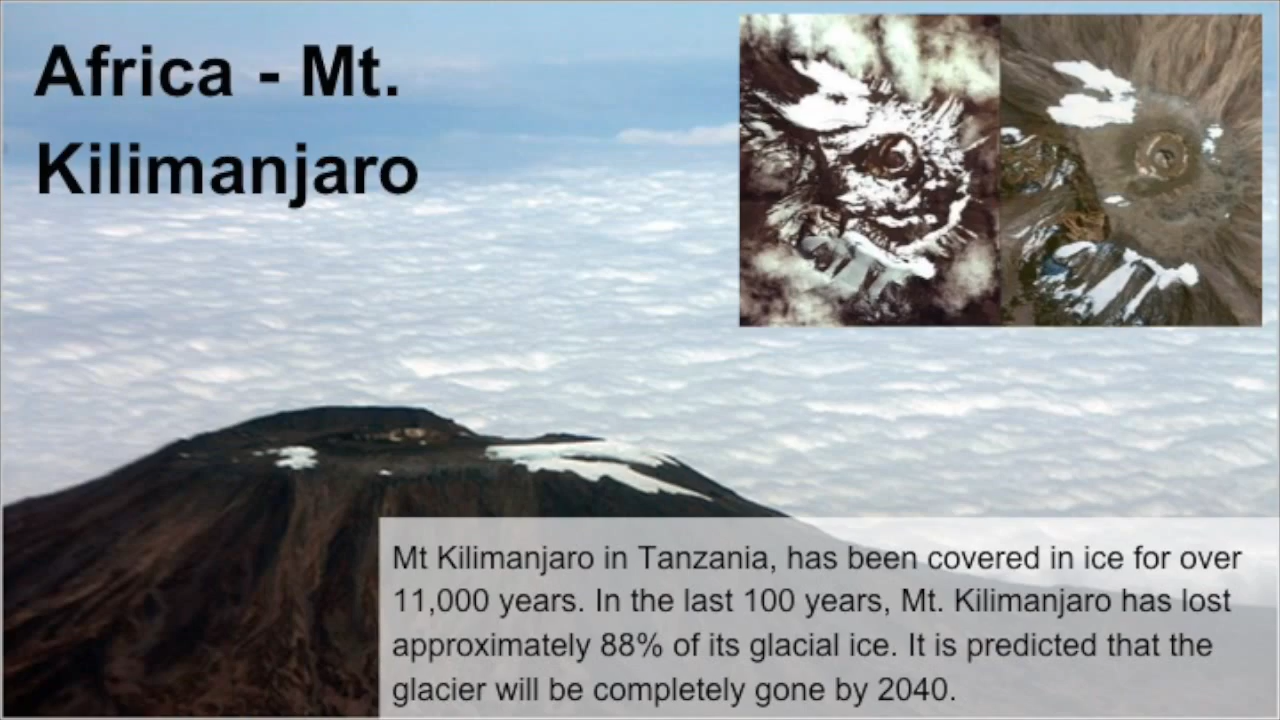 Africa - Mt.
Kilimanjaro
Mt Kilimanjaro in Tanzania, has been covered in ice for over
11,000 years. In the last 100 years, Mt. Kilimanjaro has lost
approximately 88% of its glacial ice. It is predicted that the
glacier will be completely gone by 2040.